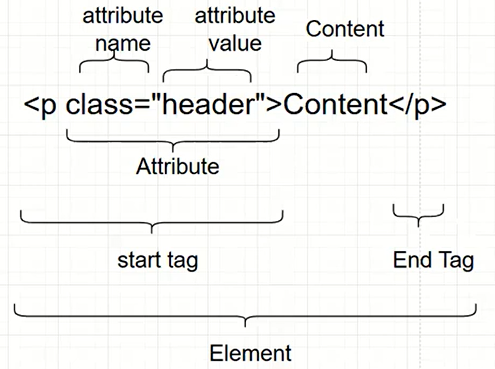 attribute name
attribute value
Content
<p class="header">Content</p>
Attribute
start tag
End Tag
Element